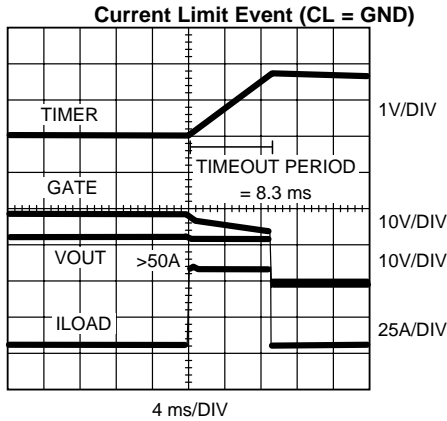 Current Limit Event (CL = GND)
TIMER
1V/DIV
TIMEOUT PERIOD
= 8.3 ms
GATE
10V/DIV
VOUT
>50A
10V/DIV
ILOAD
25A/DIV
4 ms/DIV